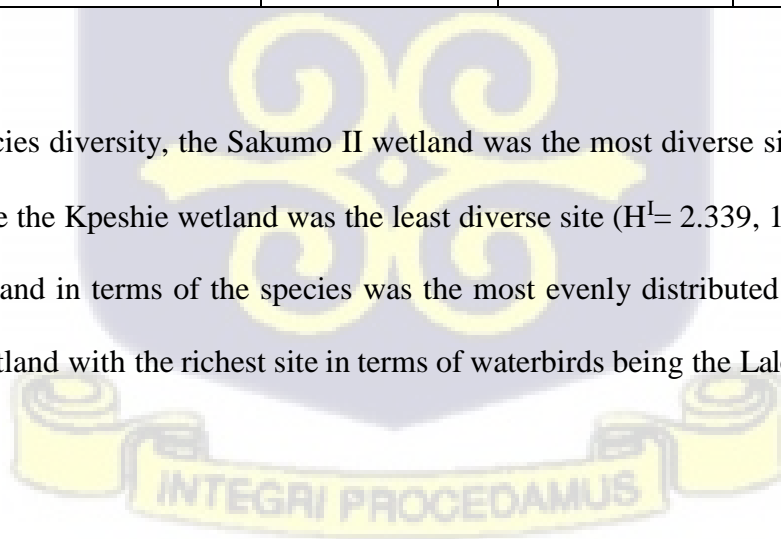 cies diversity, the Sakumo II wetland was the most diverse si
e the Kpeshie wetland was the least diverse site (Hᴵ= 2.339, 1
and in terms of the species was the most evenly distributed
tland with the richest site in terms of waterbirds being the Lal
INTEGRI PROCEDAMUS